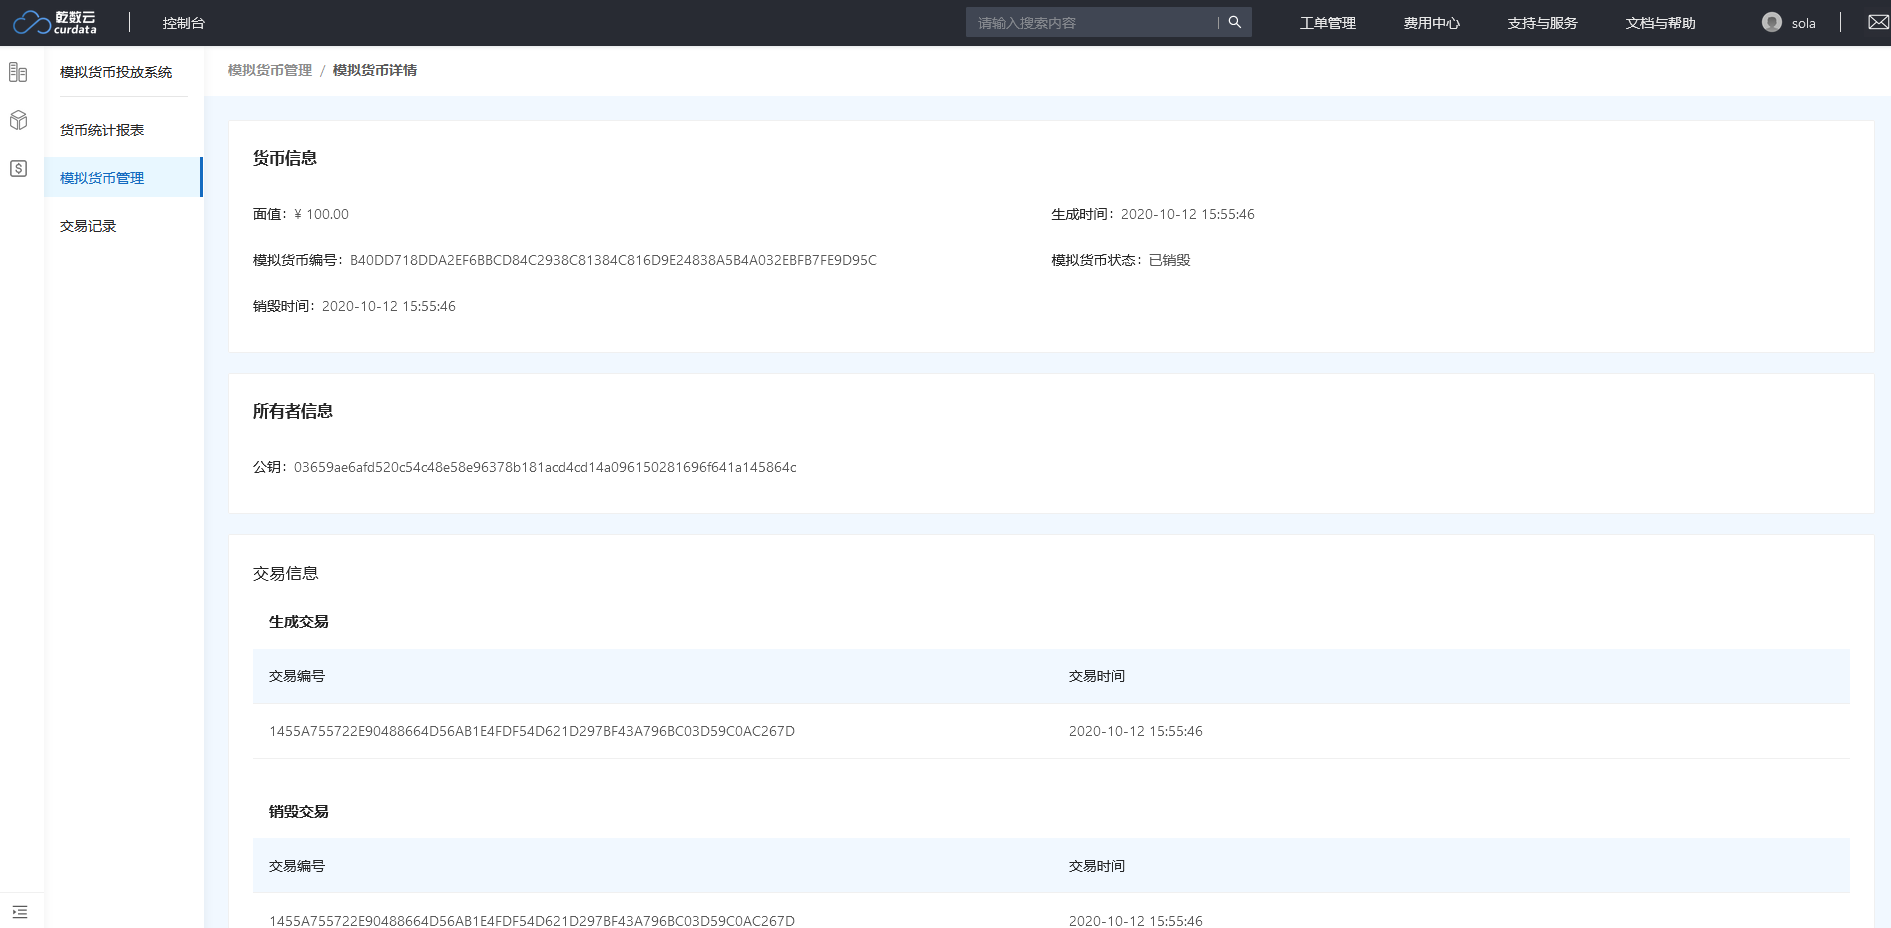 乾数云
curdata
控制台
请输入搜索内容
工单管理
费用中心
支持与服务
文档与帮助
sola
模拟货币投放系统
货币统计报表
模拟货币管理
交易记录
模拟货币管理 / 模拟货币详情
货币信息
面值：¥ 100.00
生成时间：2020-10-12 15:55:46
模拟货币编号：B40DD718DDA2EF6BBCD84C2938C81384C816D9E24838A5B4A032EBFB7FE9D95C
模拟货币状态：已销毁
销毁时间：2020-10-12 15:55:46
所有者信息
公钥：03659ae6afd520c54c48e58e96378b181acd4cd14a096150281696f641a145864c
交易信息
生成交易
交易编号
交易时间
1455A755722E90488664D56AB1E4FDF54D621D297BF43A796BC03D59C0AC267D
2020-10-12 15:55:46
销毁交易
交易编号
交易时间
1455A755722E90488664D56AB1E4FDF54D621D297BF43A796BC03D59C0AC267D
2020-10-12 15:55:46